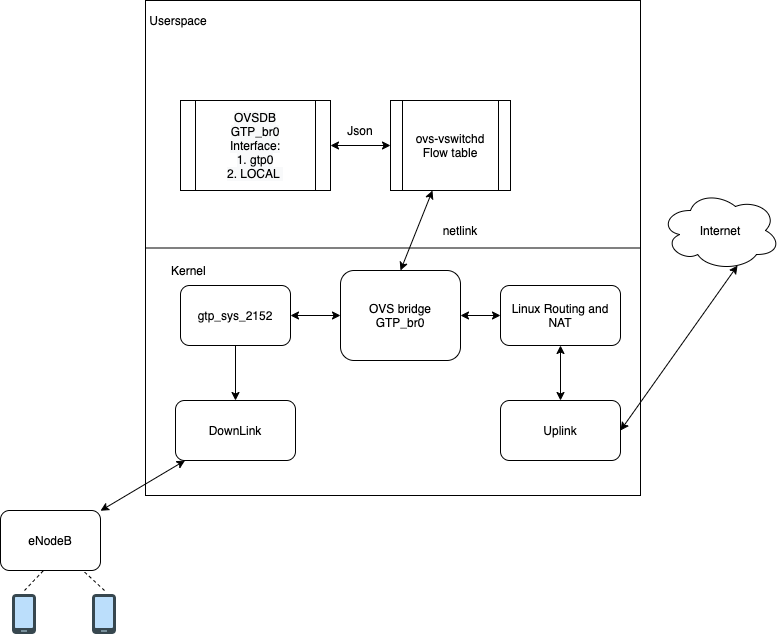 Userspace
OVSDB
GTP_br0
Interface:
1. gtp0
2. LOCAL
Json
ovs-vswitchd
Flow table
netlink
Internet
Kernel
gtp_sys_2152
OVS bridge
GTP_br0
Linux Routing and
NAT
DownLink
Uplink
eNodeB